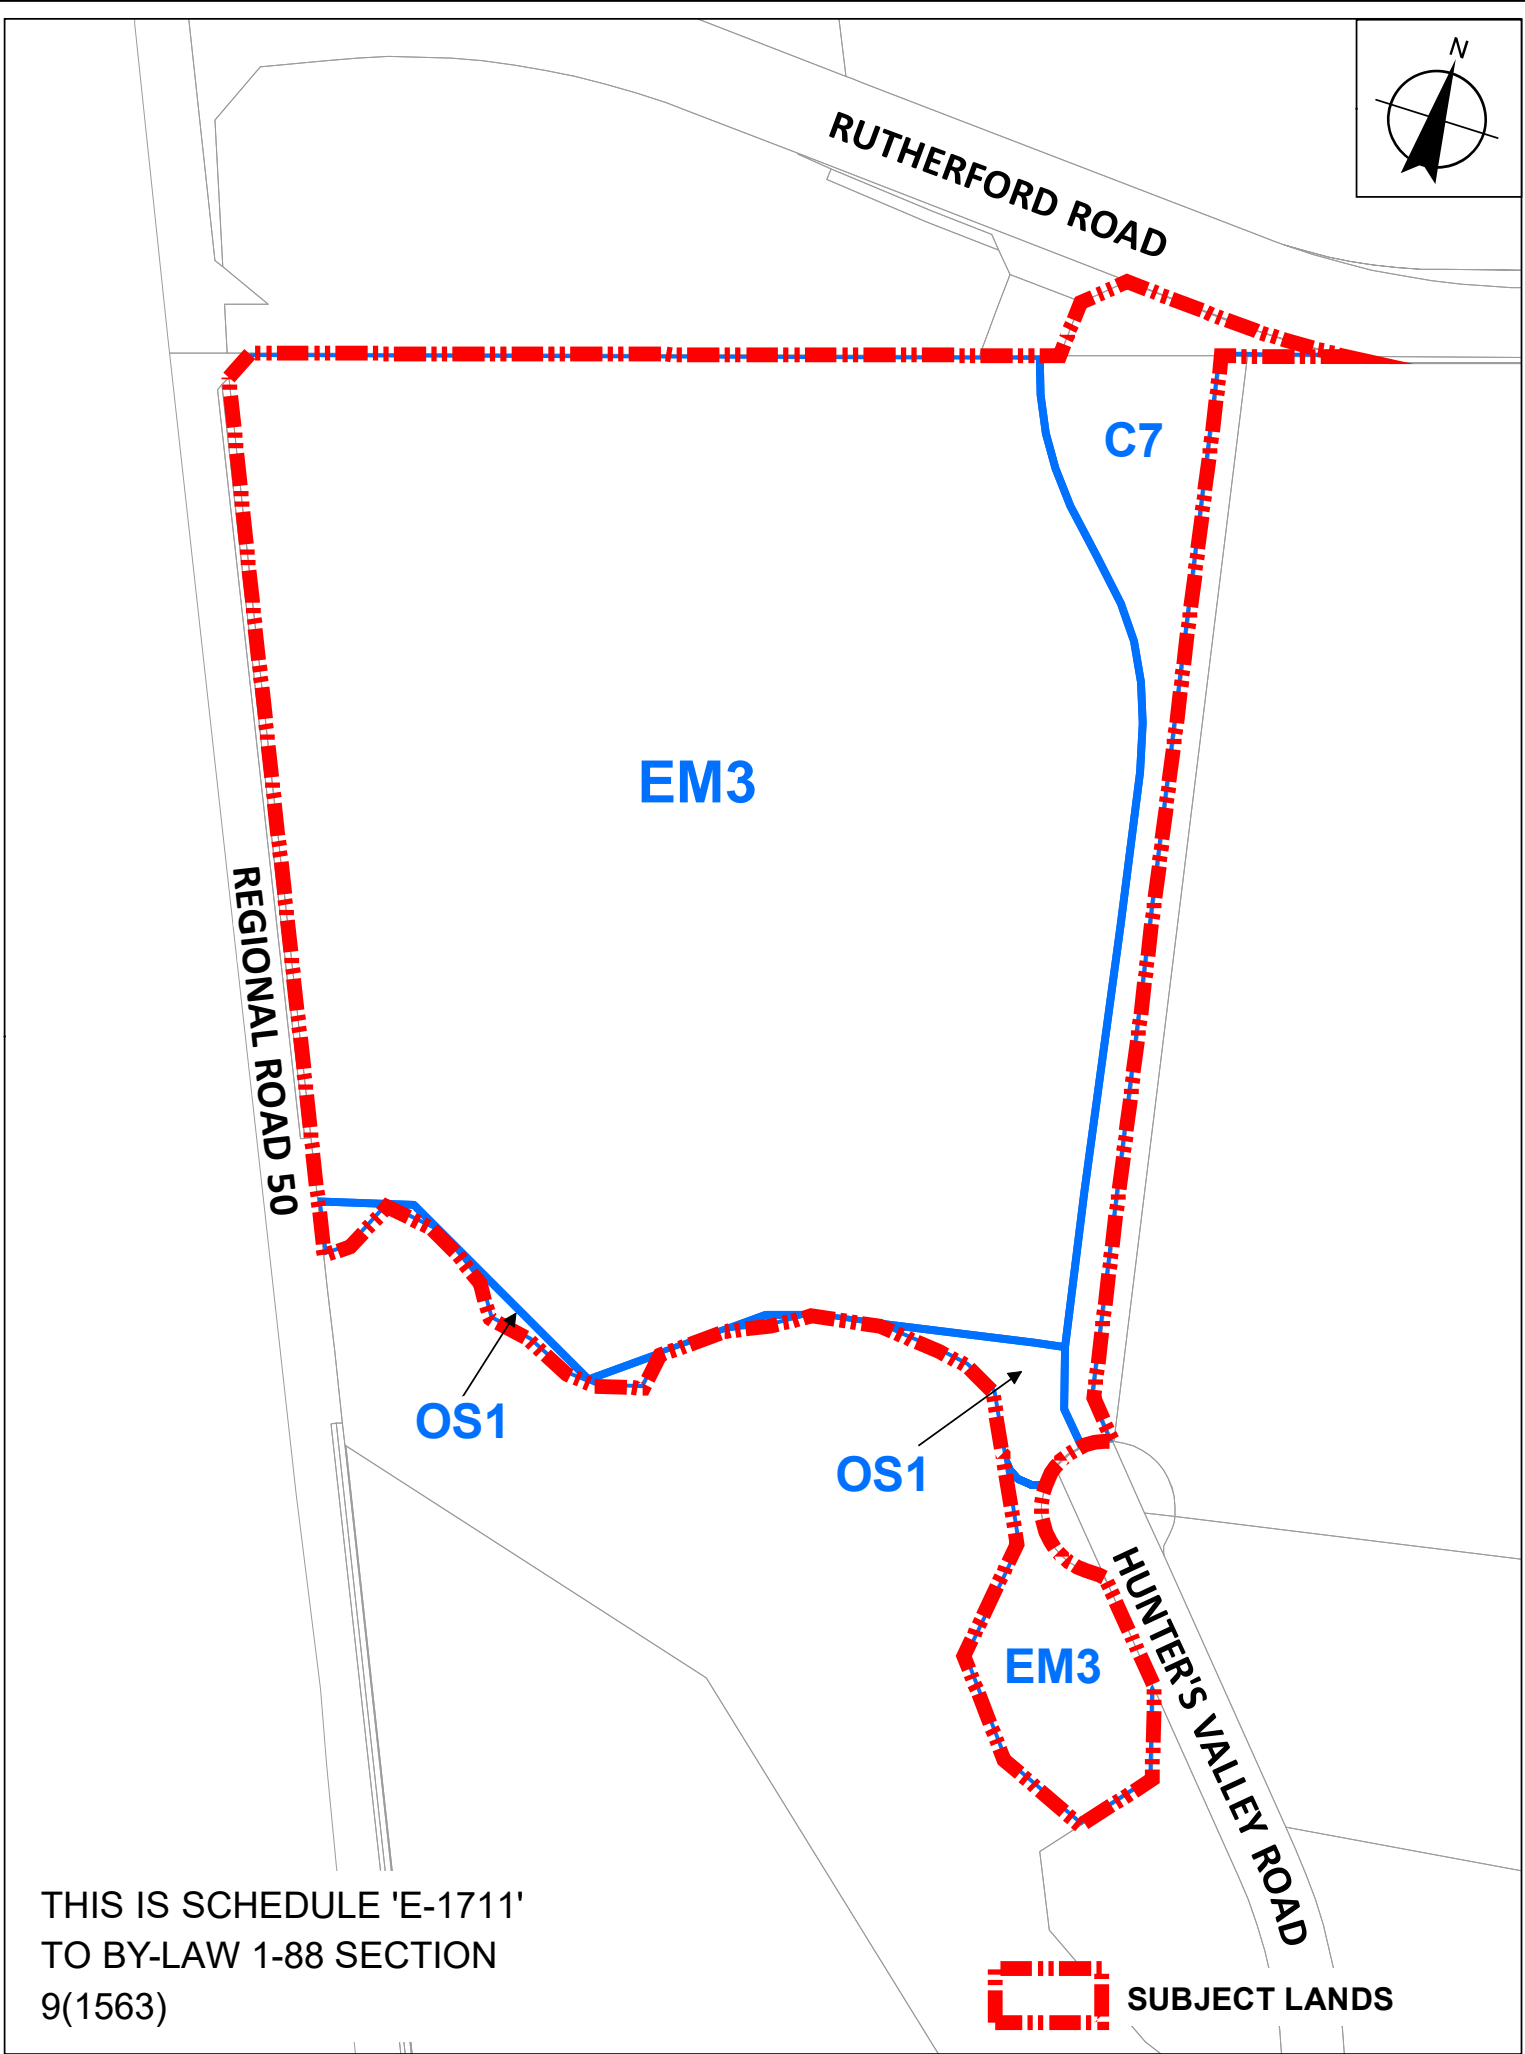 N
RUTHERFORD ROAD
C7
EM3
REGIONAL ROAD 50
OS1
OS1
HUNTER'S VALLEY ROAD
EM3
THIS IS SCHEDULE 'E-1711'
TO BY-LAW 1-88 SECTION
9(1563)
SUBJECT LANDS